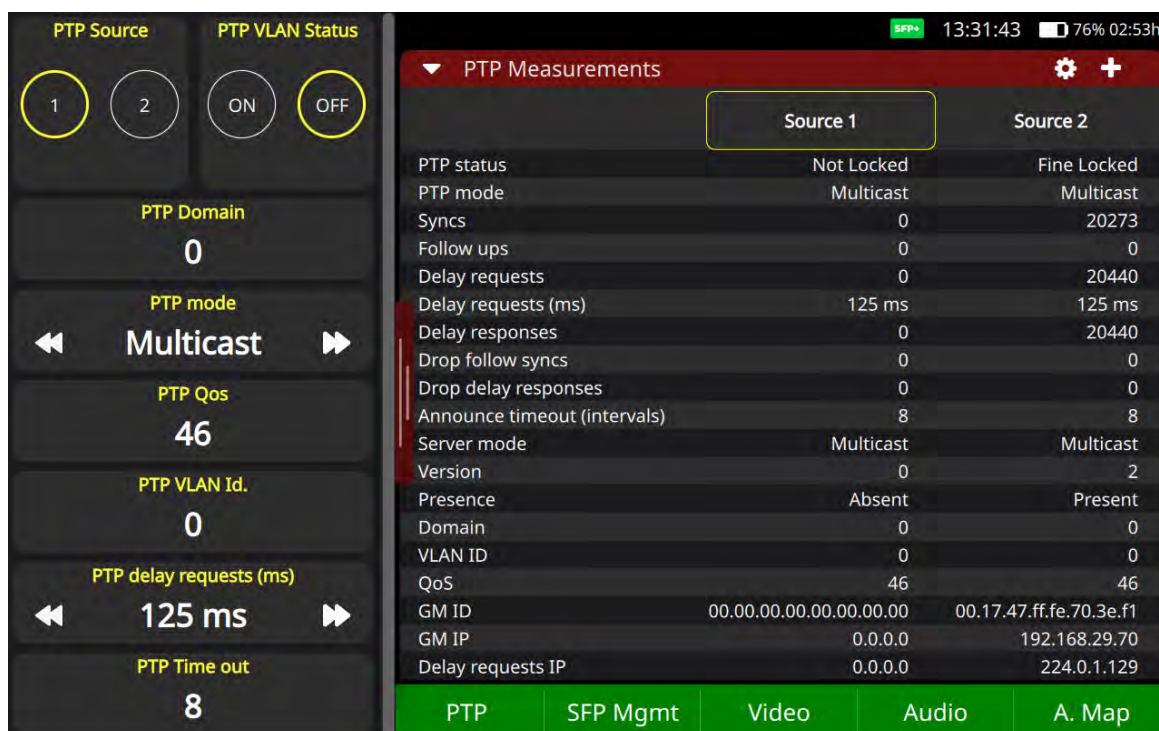 PTP Source PTP VLAN Status
1 2 ON OFF
PTP Domain
0
PTP mode
Multicast
PTP Qos
46
PTP VLAN Id.
0
PTP delay requests (ms)
125 ms
PTP Time out
8
SFP+ 13:31:43 76% 02:53h
PTP Measurements
Source 1 Source 2
PTP status Not Locked Fine Locked
PTP mode Multicast Multicast
Syncs 0 20273
Follow ups 0 0
Delay requests 0 20440
Delay requests (ms) 125 ms 125 ms
Delay responses 0 20440
Drop follow syncs 0 0
Drop delay responses 0 0
Announce timeout (intervals) 8 8
Server mode Multicast Multicast
Version 0 2
Presence Absent Present
Domain 0 0
VLAN ID 0 0
QoS 46 46
GM ID 00.00.00.00.00.00.00.00 00.17.47.ff.fe.70.3e.f1
GM IP 0.0.0.0 192.168.29.70
Delay requests IP 0.0.0.0 224.0.1.129
PTP SFP Mgmt Video Audio A. Map